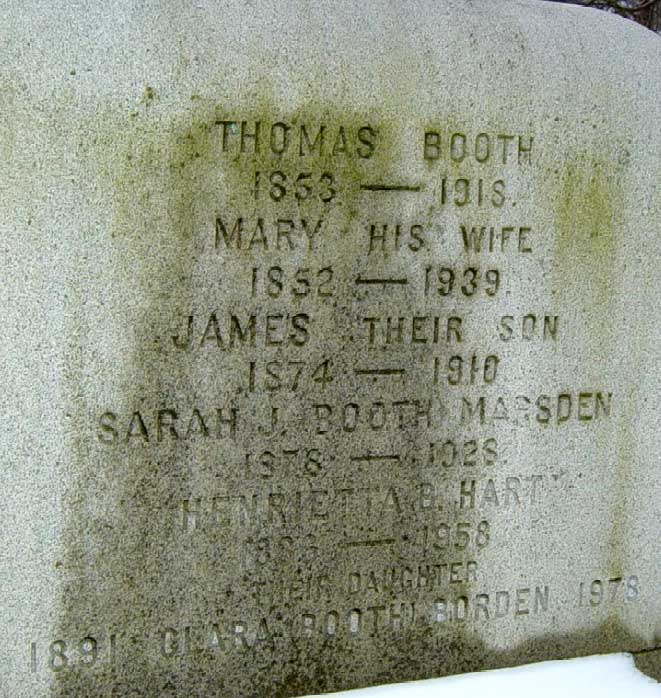 THOMAS BOOTH
1853 — 1918.
MARY HIS WIFE
1852 — 1939.
JAMES THEIR SON
1874 — 1910
SARAH J. BOOTH MARSDEN
1878 — 1928.
HENRIETTA B. HART
— 1958
THEIR DAUGHTER
1891 CLARA (BOOTH) BORDEN 1978